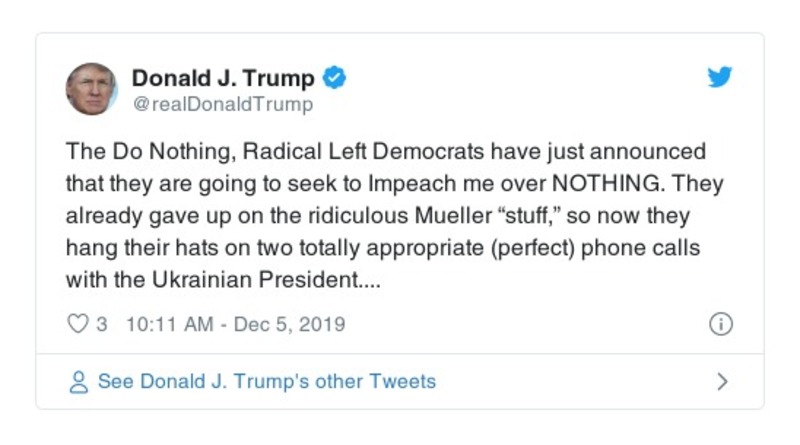 Donald J. Trump
@realDonaldTrump
The Do Nothing, Radical Left Democrats have just announced
that they are going to seek to Impeach me over NOTHING. They
already gave up on the ridiculous Mueller “stuff,” so now they
hang their hats on two totally appropriate (perfect) phone calls
with the Ukrainian President....
3 10:11 AM - Dec 5, 2019
See Donald J. Trump's other Tweets